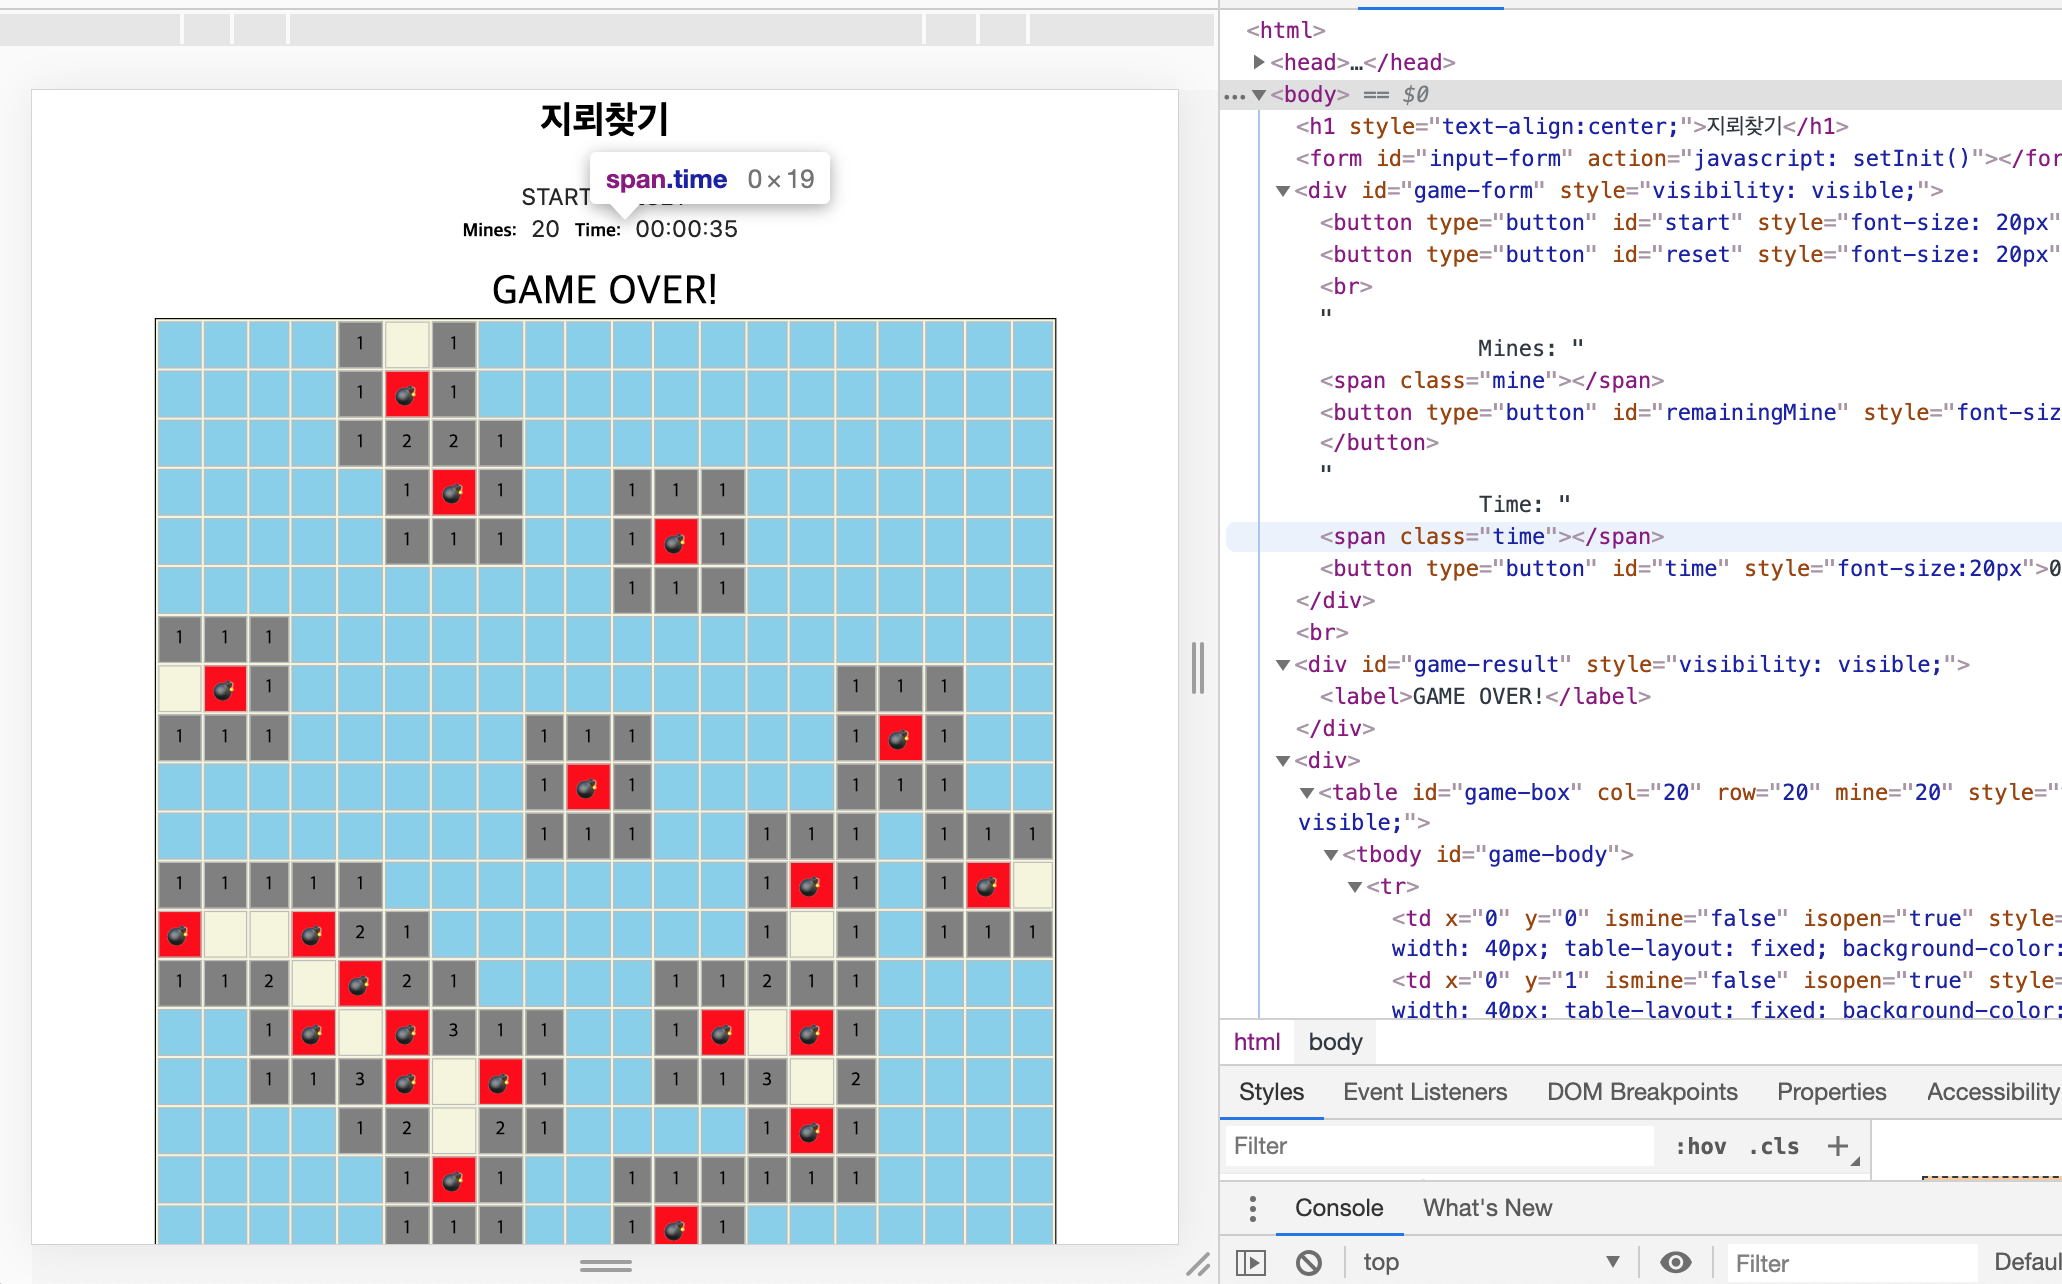 지뢰찾기
span.time 0×19
START
Mines: 20 Time: 00:00:35
GAME OVER!
1 1
1 1
1 2 2 1
1 1 1 1 1
1 1 1 1 1
1 1 1
1 1 1
1 1 1 1
1 1 1 1 1 1 1 1
1 1 1 1 1
1 1 1 1 1 1 1 1 1
1 1 1 1 1 1 1 1
2 1 1 1 1 1 1
1 1 2 2 1 1 1 2 1 1
1 3 1 1 1 1
1 1 3 1 1 1 3 2
1 2 2 1 1 1
1 1 1 1 1 1 1 1
1 1 1 1 1
<html>
<head>…</head>
… <body> == $0
<h1 style="text-align:center;">지뢰찾기</h1>
<form id="input-form" action="javascript: setInit()"></for
<div id="game-form" style="visibility: visible;">
<button type="button" id="start" style="font-size: 20px"
<button type="button" id="reset" style="font-size: 20px"
<br>
"
Mines: "
<span class="mine"></span>
<button type="button" id="remainingMine" style="font-siz
</button>
"
Time: "
<span class="time"></span>
<button type="button" id="time" style="font-size:20px">0
</div>
<br>
<div id="game-result" style="visibility: visible;">
<label>GAME OVER!</label>
</div>
<div>
<table id="game-box" col="20" row="20" mine="20" style="
visible;">
<tbody id="game-body">
<tr>
<td x="0" y="0" ismine="false" isopen="true" style=
width: 40px; table-layout: fixed; background-color:
<td x="0" y="1" ismine="false" isopen="true" style=
width: 40px; table-layout: fixed; background-color:
html body
Styles Event Listeners DOM Breakpoints Properties Accessibility
Filter :hov .cls +
Console What's New
top Filter Defaul